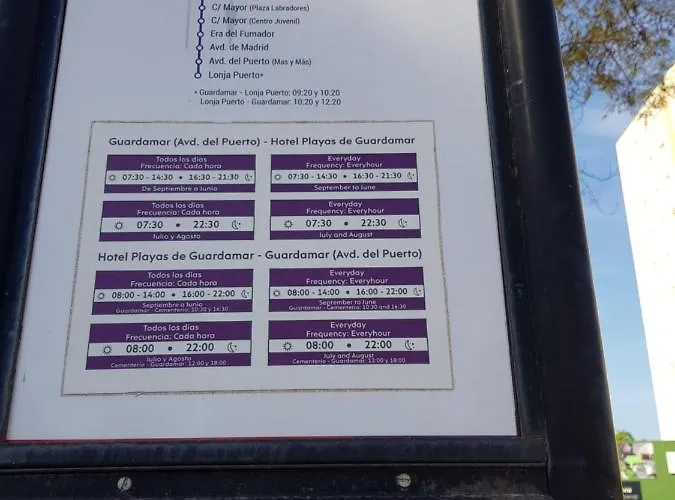 C/ Mayor (Plaza Labradores)
C/ Mayor (Centro Juvenil)
Era del Fumador
Avd. de Madrid
Avd. del Puerto (Mas y Más)
Lonja Puerto*
* Guardamar - Lonja Puerto: 09:20 y 10:20
Lonja Puerto - Guardamar: 10:20 y 12:20
Guardamar (Avd. del Puerto) - Hotel Playas de Guardamar
Todos los días
Frecuencia: Cada hora
07:30 - 14:30 • 16:30 - 21:30
De Septiembre a Junio
Everyday
Frequency: Everyhour
07:30 - 14:30 • 16:30 - 21:30
September to June
Todos los días
Frecuencia: Cada hora
07:30 • 22:30
Julio y Agosto
Everyday
Frequency: Everyhour
07:30 • 22:30
July and August
Hotel Playas de Guardamar - Guardamar (Avd. del Puerto)
Todos los días
Frecuencia: Cada hora
08:00 - 14:00 • 16:00 - 22:00
Septiembre a Junio
Guardamar - Cementerio: 10:30 y 16:30
Everyday
Frequency: Everyhour
08:00 - 14:00 • 16:00 - 22:00
September to June
Guardamar - Cementerio: 10:30 and 16:30
Todos los días
Frecuencia: Cada hora
08:00 • 22:00
Julio y Agosto
Cementerio - Guardamar: 12:00 y 18:00
Everyday
Frequency: Everyhour
08:00 • 22:00
July and August
Cementerio - Guardamar: 12:00 y 18:00